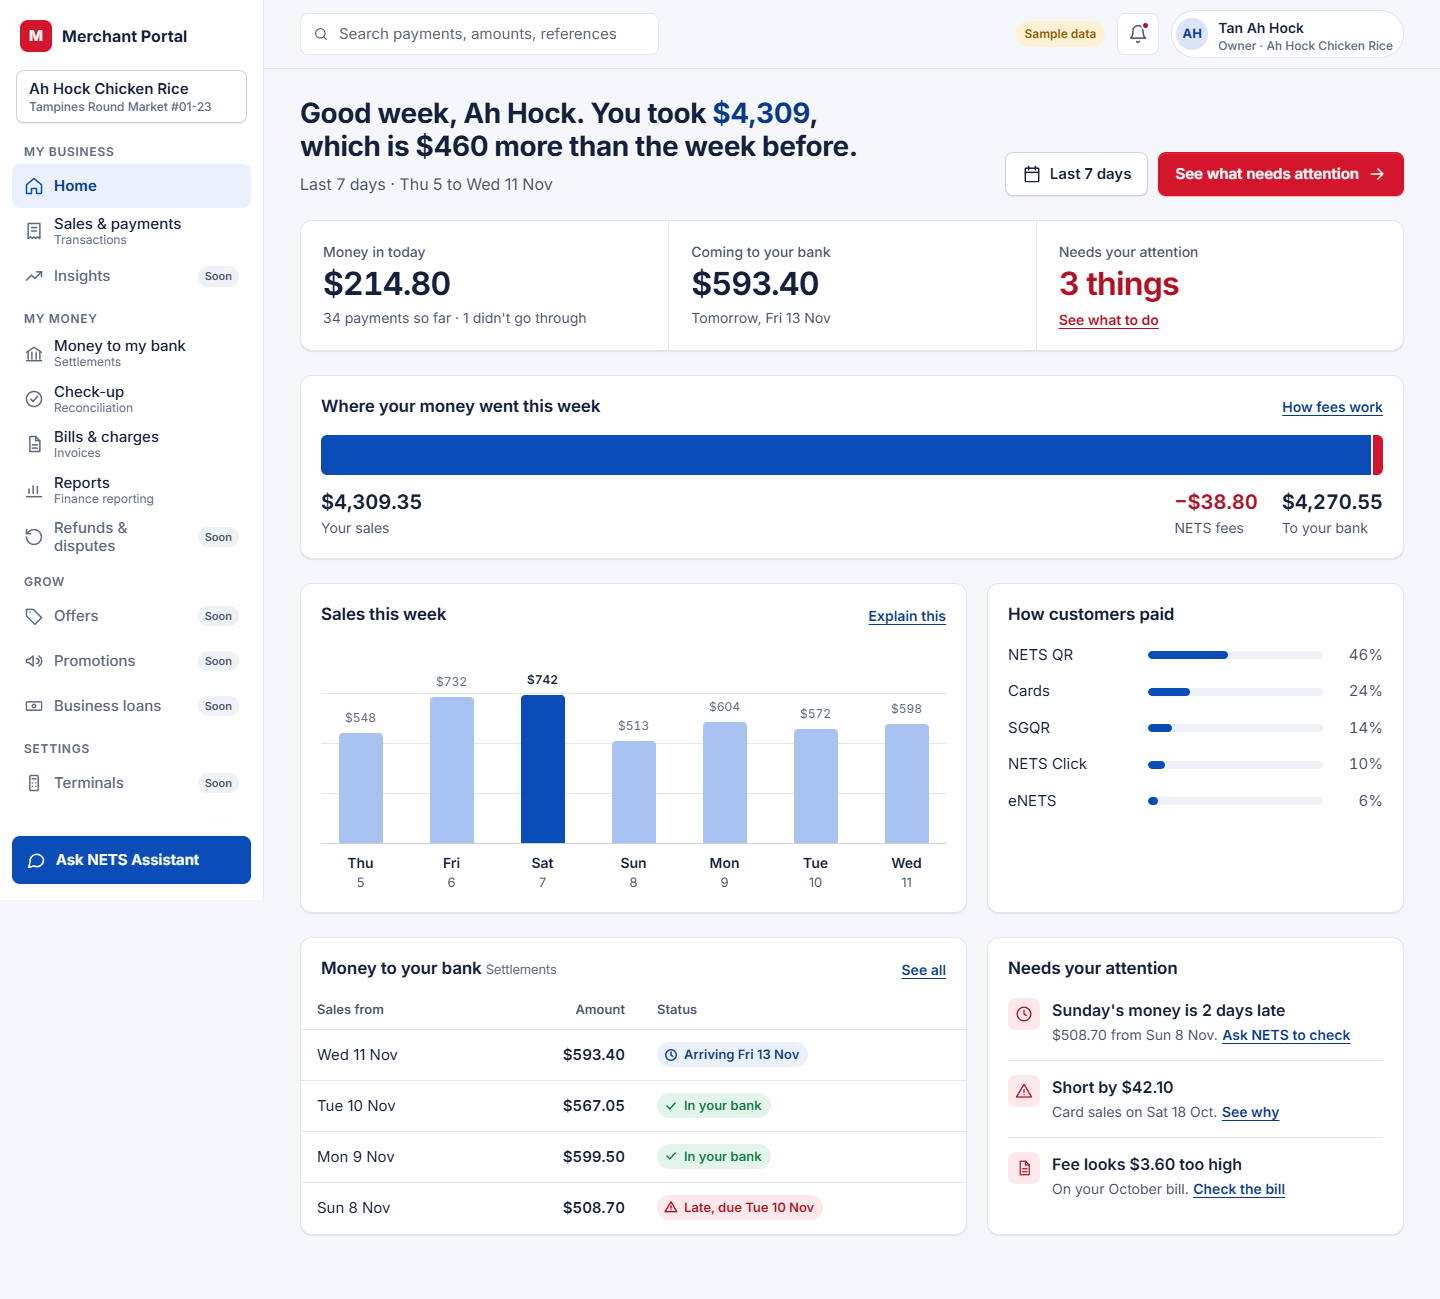 M Merchant Portal
Ah Hock Chicken Rice
Tampines Round Market #01-23
MY BUSINESS
Home
Sales & payments
Transactions
Insights Soon
MY MONEY
Money to my bank
Settlements
Check-up
Reconciliation
Bills & charges
Invoices
Reports
Finance reporting
Refunds &
disputes
Soon
GROW
Offers Soon
Promotions Soon
Business loans Soon
SETTINGS
Terminals Soon
Ask NETS Assistant
Search payments, amounts, references
Sample data
AH
Tan Ah Hock
Owner · Ah Hock Chicken Rice
Good week, Ah Hock. You took $4,309,
which is $460 more than the week before.
Last 7 days · Thu 5 to Wed 11 Nov
Last 7 days
See what needs attention
Money in today
$214.80
34 payments so far · 1 didn't go through
Coming to your bank
$593.40
Tomorrow, Fri 13 Nov
Needs your attention
3 things
See what to do
Where your money went this week
How fees work
$4,309.35
Your sales
−$38.80
NETS fees
$4,270.55
To your bank
Sales this week
Explain this
$548 $732 $742 $513 $604 $572 $598
Thu Fri Sat Sun Mon Tue Wed
5 6 7 8 9 10 11
How customers paid
NETS QR 46%
Cards 24%
SGQR 14%
NETS Click 10%
eNETS 6%
Money to your bank Settlements
See all
Sales from Amount Status
Wed 11 Nov $593.40 Arriving Fri 13 Nov
Tue 10 Nov $567.05 In your bank
Mon 9 Nov $599.50 In your bank
Sun 8 Nov $508.70 Late, due Tue 10 Nov
Needs your attention
Sunday's money is 2 days late
$508.70 from Sun 8 Nov. Ask NETS to check
Short by $42.10
Card sales on Sat 18 Oct. See why
Fee looks $3.60 too high
On your October bill. Check the bill